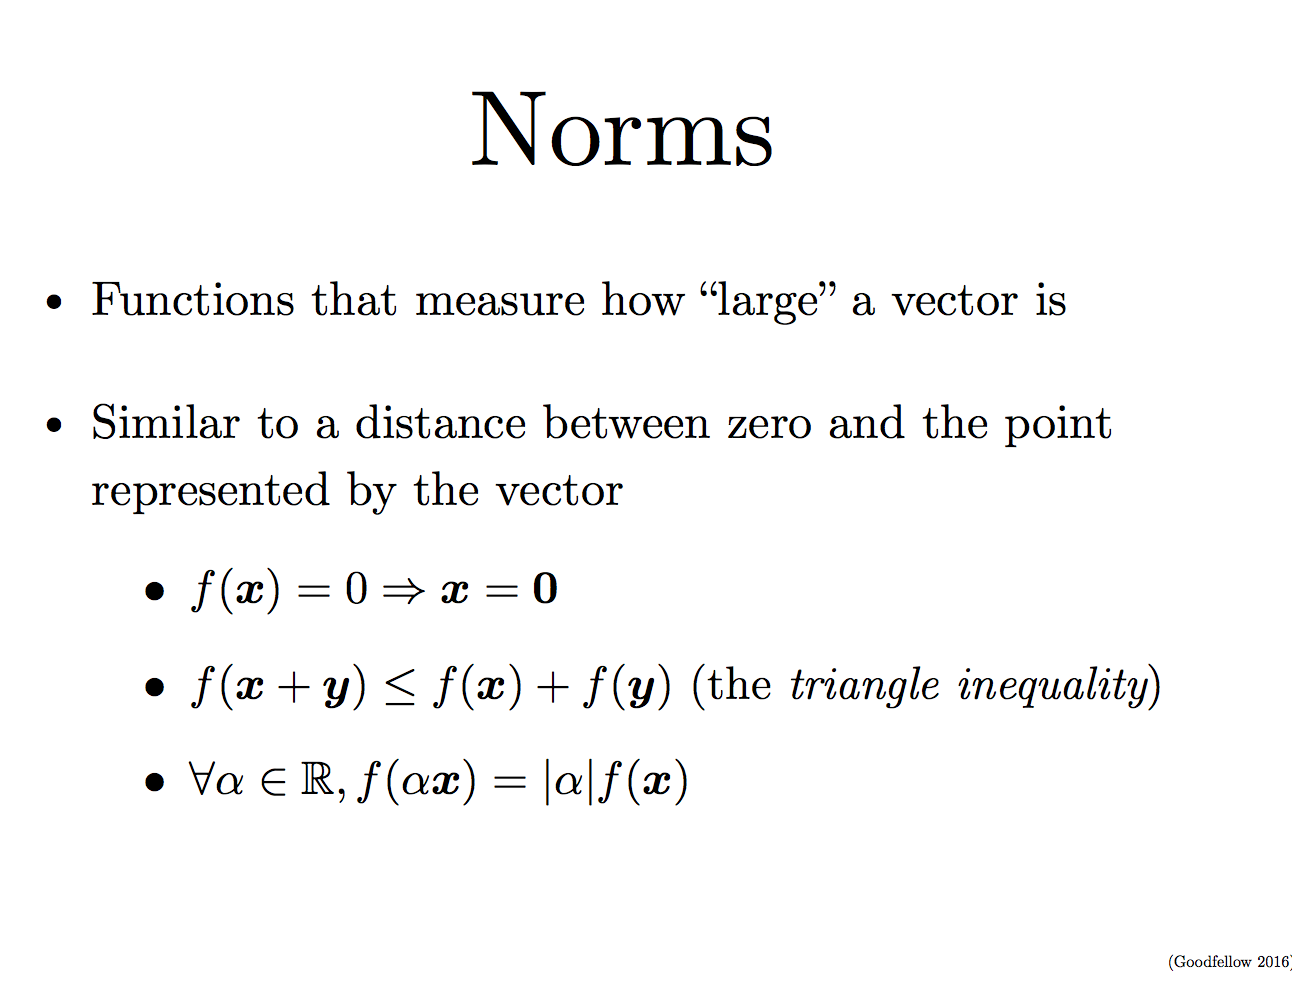 Norms
• Functions that measure how “large” a vector is
• Similar to a distance between zero and the point
represented by the vector
• f(x) = 0 ⇒ x = 0
• f(x + y) ≤ f(x) + f(y) (the triangle inequality)
• ∀α ∈ ℝ, f(αx) = |α|f(x)
(Goodfellow 2016)